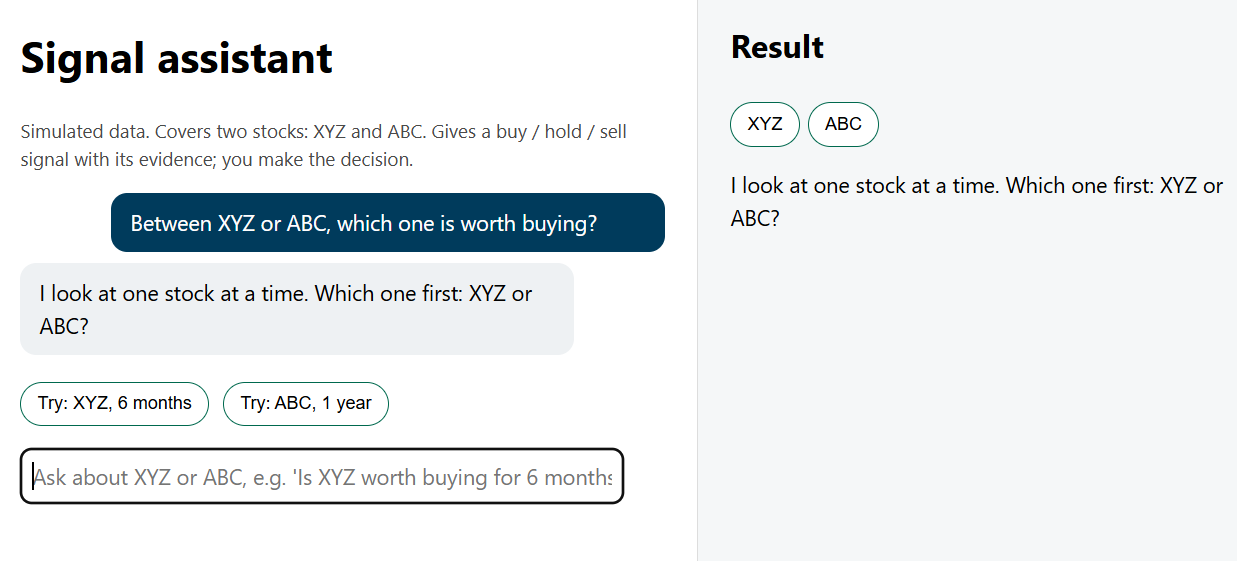 Signal assistant
Simulated data. Covers two stocks: XYZ and ABC. Gives a buy / hold / sell
signal with its evidence; you make the decision.
Between XYZ or ABC, which one is worth buying?
I look at one stock at a time. Which one first: XYZ or
ABC?
Try: XYZ, 6 months
Try: ABC, 1 year
Ask about XYZ or ABC, e.g. 'Is XYZ worth buying for 6 months
Result
XYZ
ABC
I look at one stock at a time. Which one first: XYZ or
ABC?